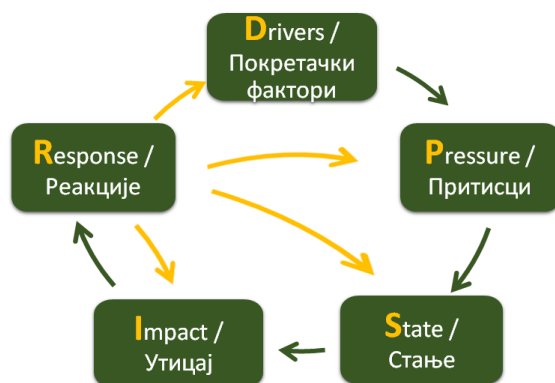 Drivers /
Покретачки
фактори
Response /
Реакције
Pressure /
Притисци
Impact /
Утицај
State /
Стање